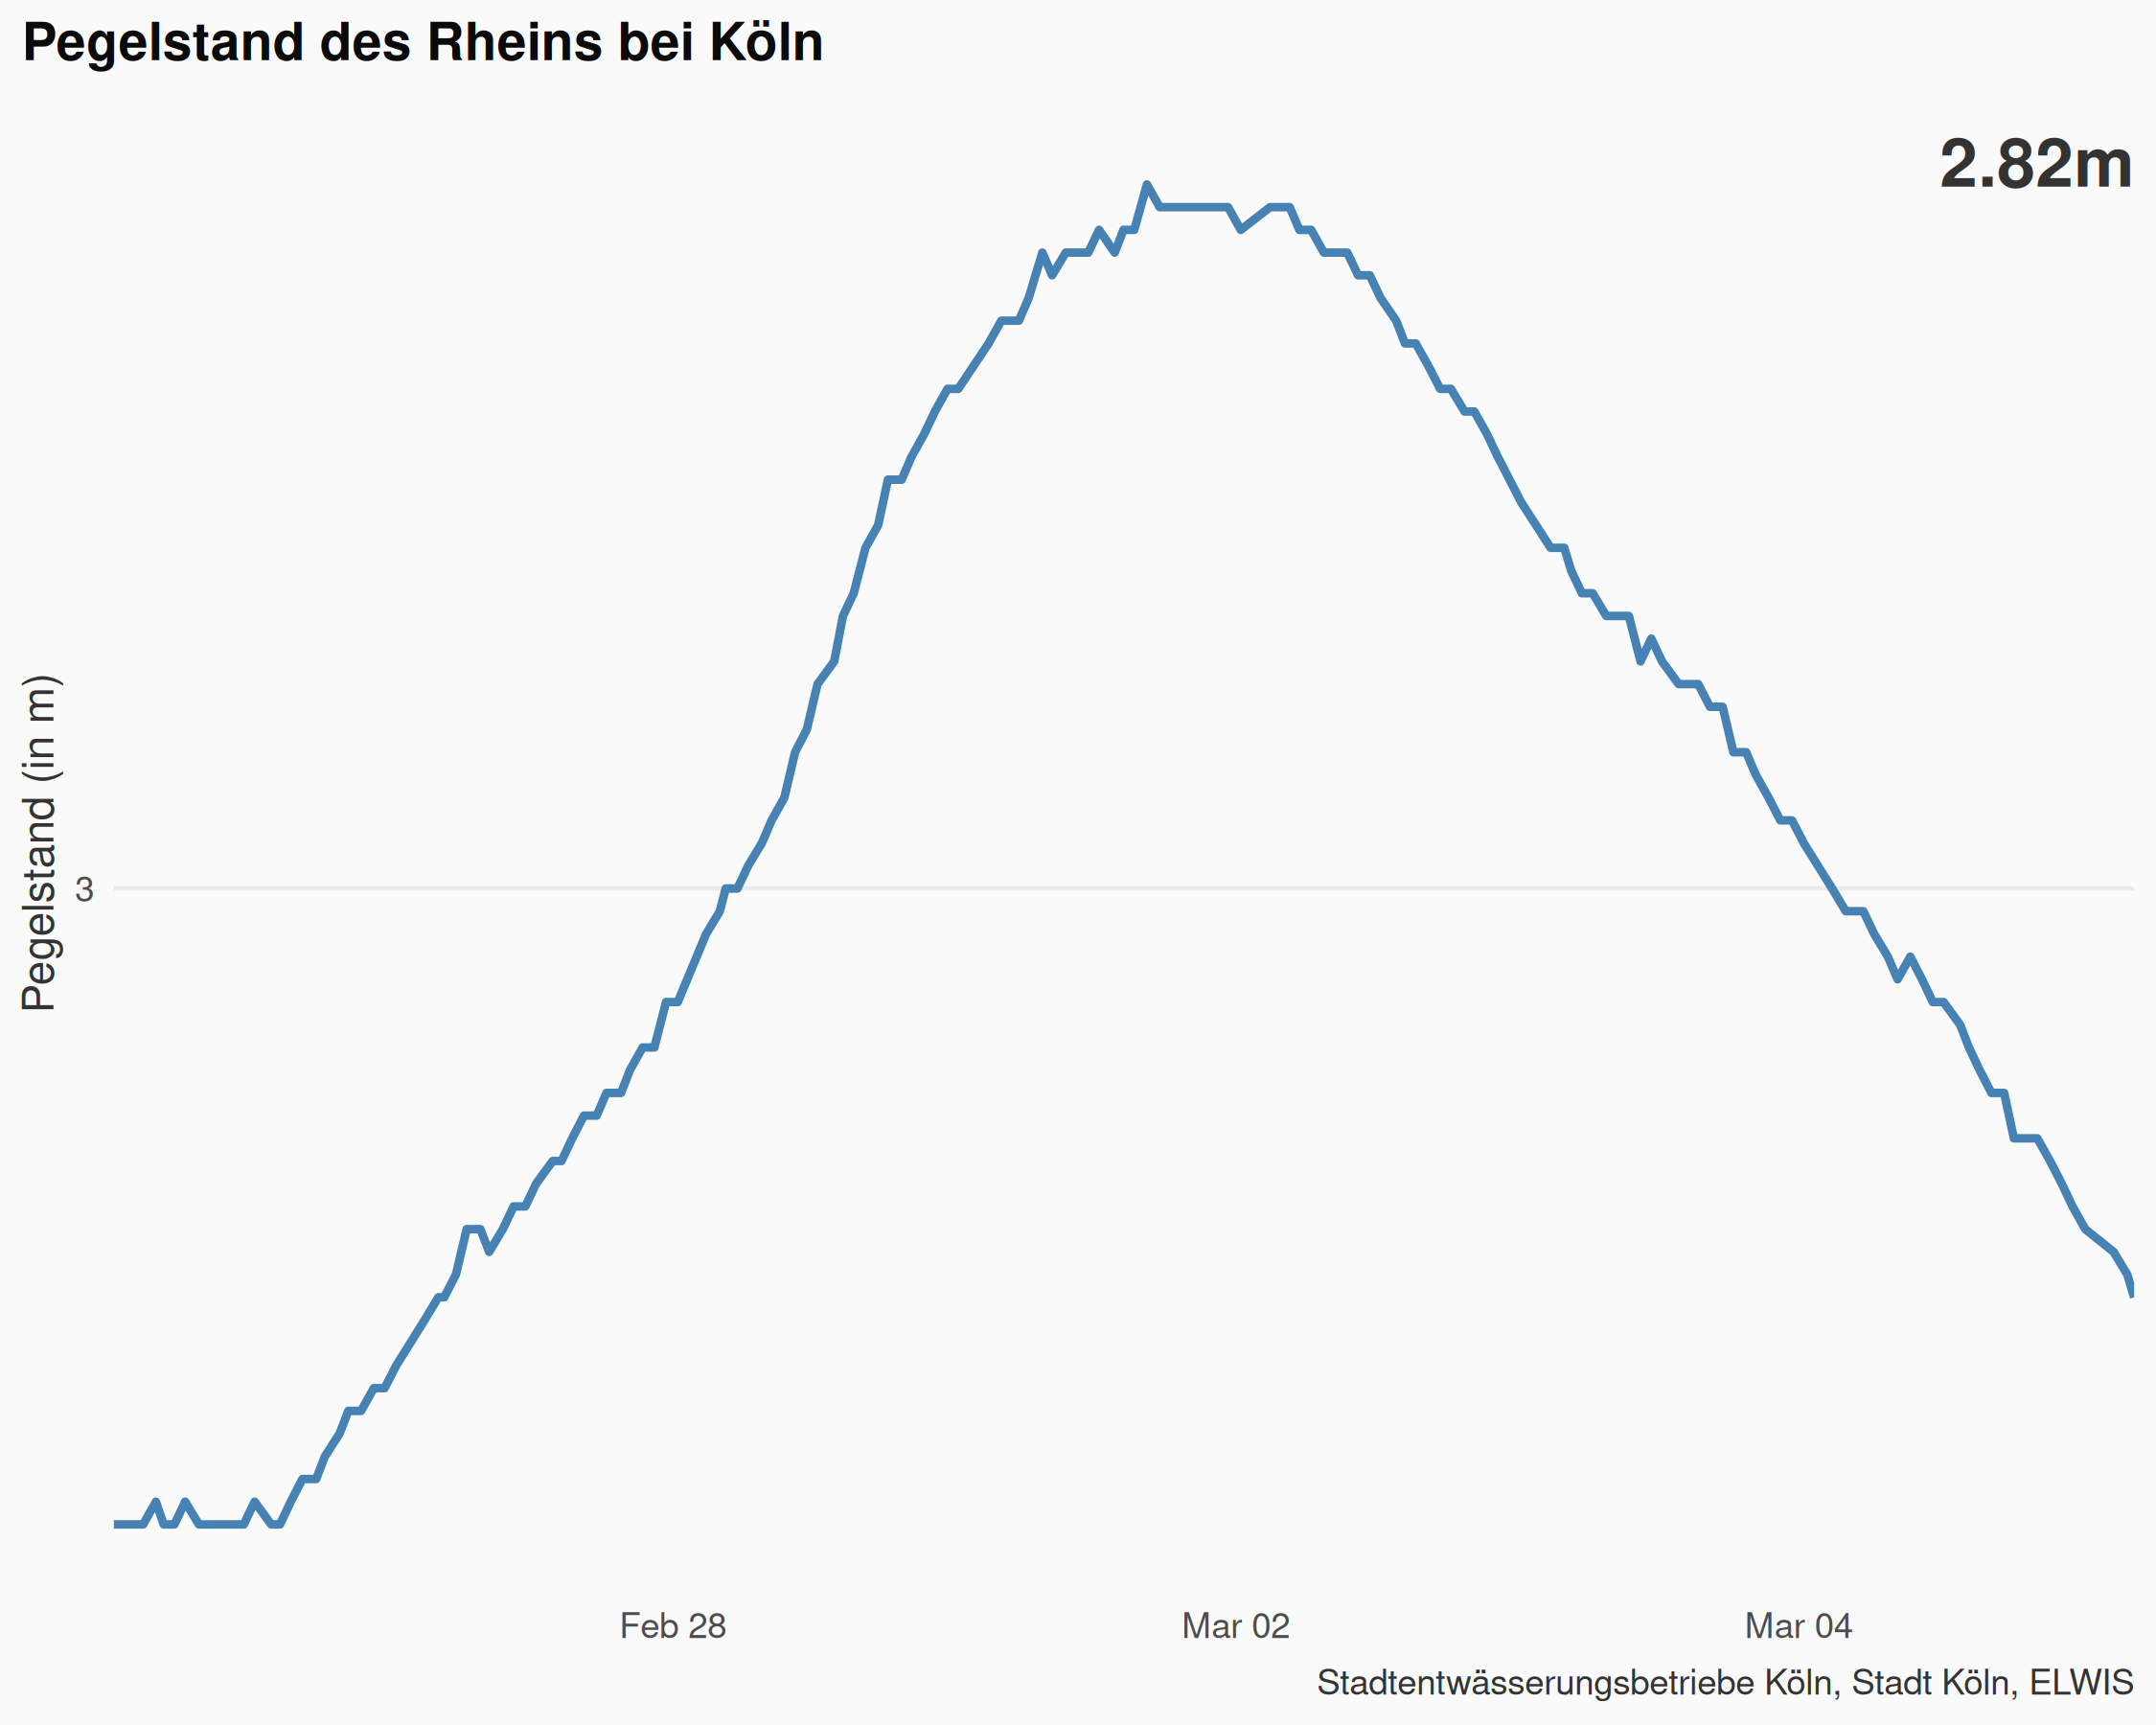 Pegelstand des Rheins bei Köln
2.82m
Pegelstand (in m)
3
Feb 28
Mar 02
Mar 04
Stadtentwässerungsbetriebe Köln, Stadt Köln, ELWIS